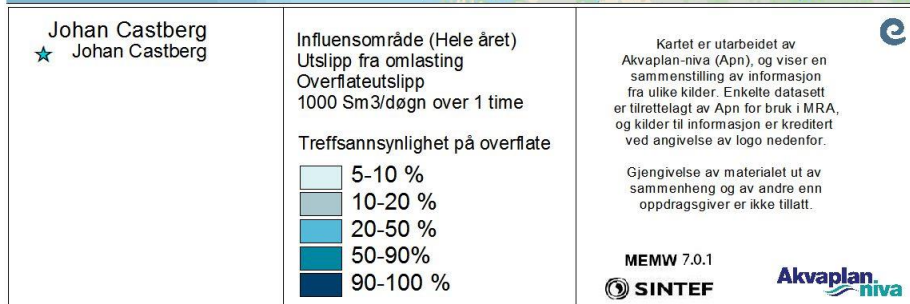 Johan Castberg
Johan Castberg
Influensområde (Hele året)
Utslipp fra omlasting
Overflateutslipp
1000 Sm3/døgn over 1 time
Treffsannsynlighet på overflate
5-10 %
10-20 %
20-50 %
50-90%
90-100 %
Kartet er utarbeidet av
Akvaplan-niva (Apn), og viser en
sammenstilling av informasjon
fra ulike kilder. Enkelte datasett
er tilrettelagt av Apn for bruk i MRA,
og kilder til informasjon er kreditert
ved angivelse av logo nedenfor.
Gjengivelse av materialet ut av
sammenheng og av andre enn
oppdragsgiver er ikke tillatt.
MEMW 7.0.1
SINTEF
Akvaplan
niva